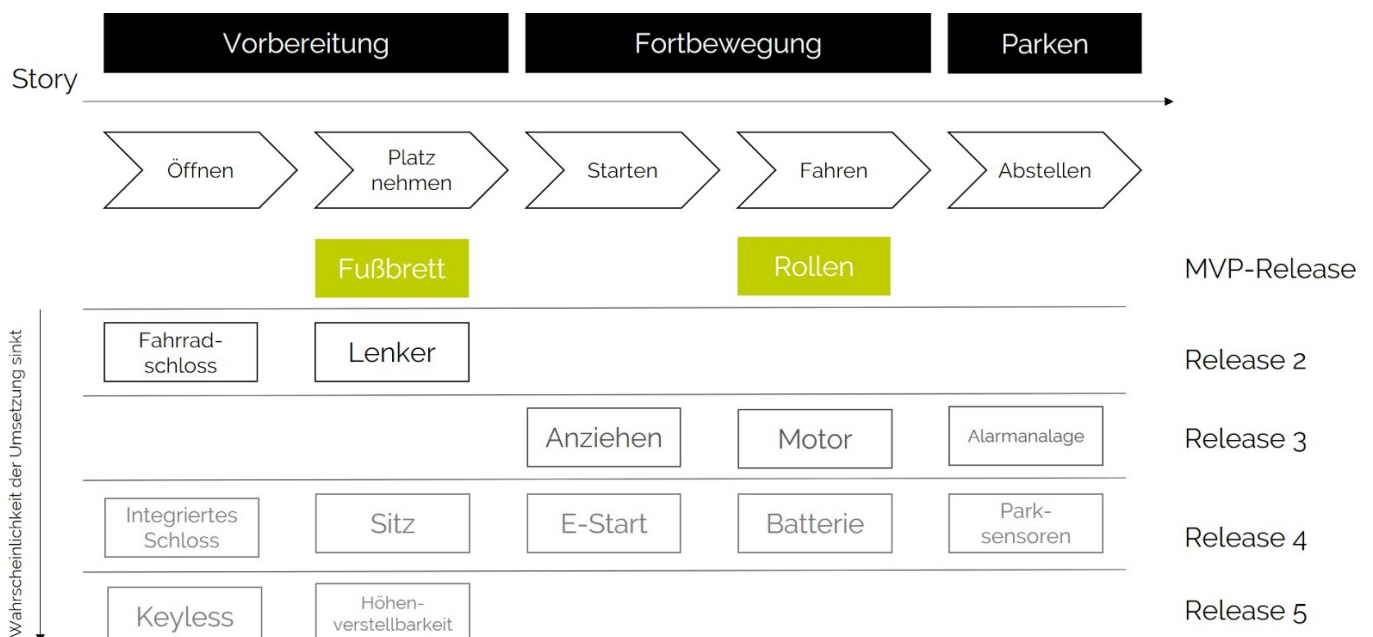 Vorbereitung
Fortbewegung
Parken
Story
Öffnen
Platz
nehmen
Starten
Fahren
Abstellen
Fußbrett
Rollen
MVP-Release
Wahrscheinlichkeit der Umsetzung sinkt
Fahrrad-
schloss
Lenker
Release 2
Anziehen
Motor
Alarmanalage
Release 3
Integriertes
Schloss
Sitz
E-Start
Batterie
Park-
sensoren
Release 4
Keyless
Höhen-
verstellbarkeit
Release 5